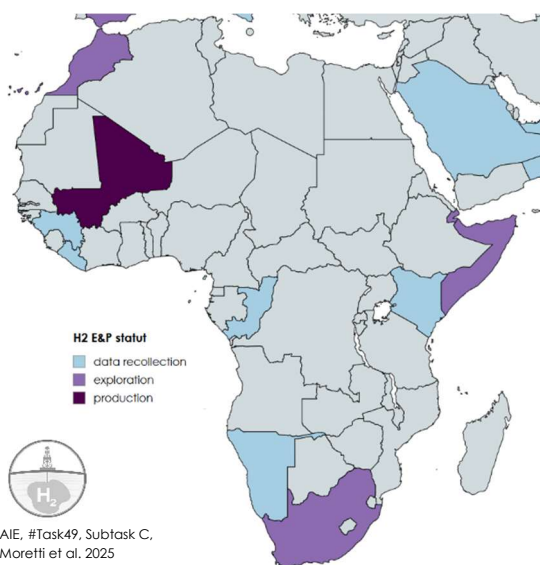 H2 E&P statut
data recollection
exploration
production
H2
AIE, #Task49, Subtask C,
Moretti et al. 2025